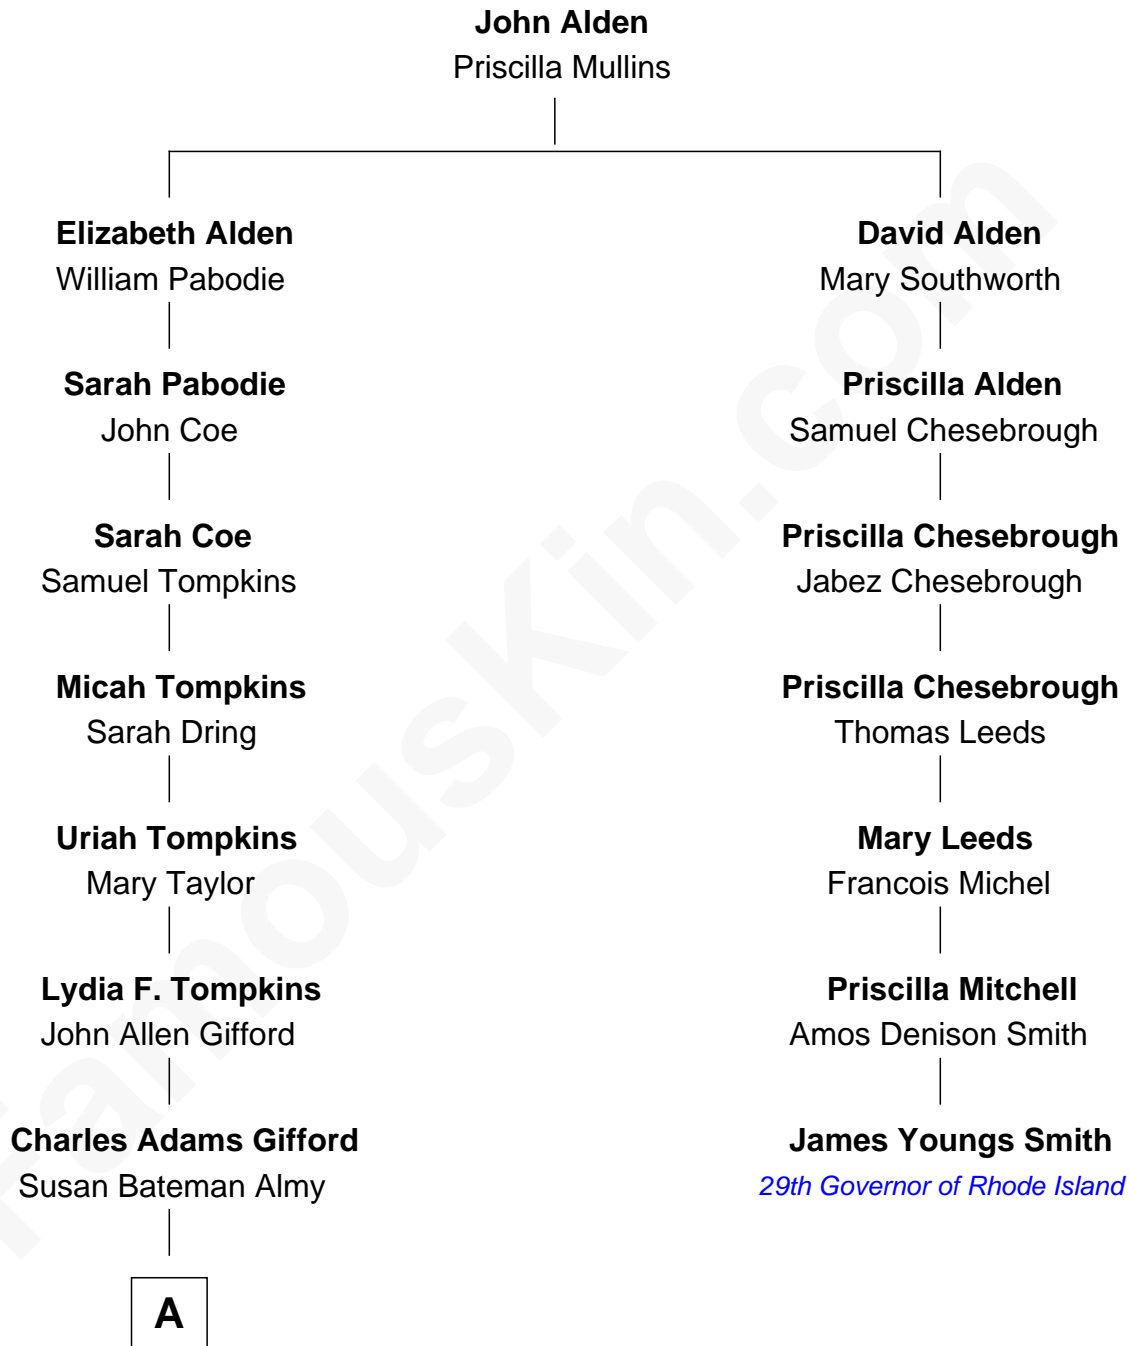 John Alden
Priscilla Mullins
Elizabeth Alden
William Pabodie
David Alden
Mary Southworth
Sarah Pabodie
John Coe
Priscilla Alden
Samuel Chesebrough
Sarah Coe
Samuel Tompkins
Priscilla Chesebrough
Jabez Chesebrough
Micah Tompkins
Sarah Dring
Priscilla Chesebrough
Thomas Leeds
Uriah Tompkins
Mary Taylor
Mary Leeds
Francois Michel
Lydia F. Tompkins
John Allen Gifford
Priscilla Mitchell
Amos Denison Smith
Charles Adams Gifford
Susan Bateman Almy
James Youngs Smith
29th Governor of Rhode Island
A
FamousKin.com